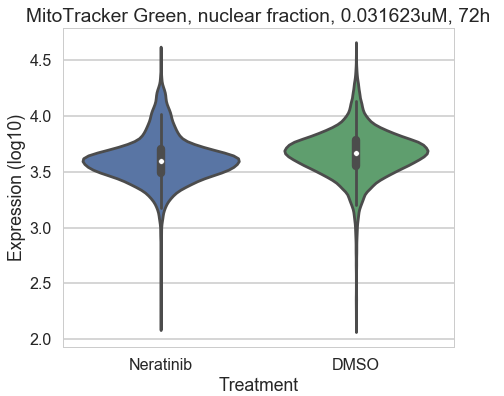 MitoTracker Green, nuclear fraction, 0.031623uM, 72h
Expression (log10)
4.5
4.0
3.5
3.0
2.5
2.0
Neratinib DMSO
Treatment